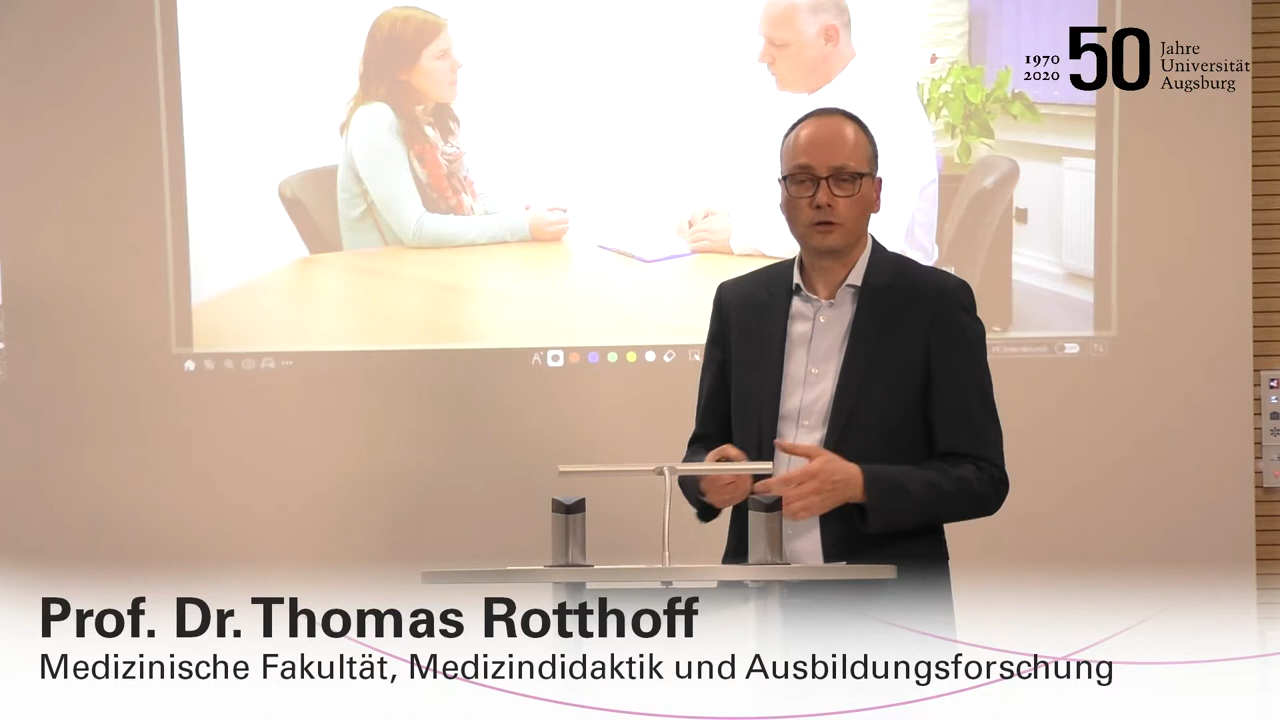 1970
2020
50
Jahre
Universität
Augsburg
Prof. Dr. Thomas Rotthoff
Medizinische Fakultät, Medizindidaktik und Ausbildungsforschung